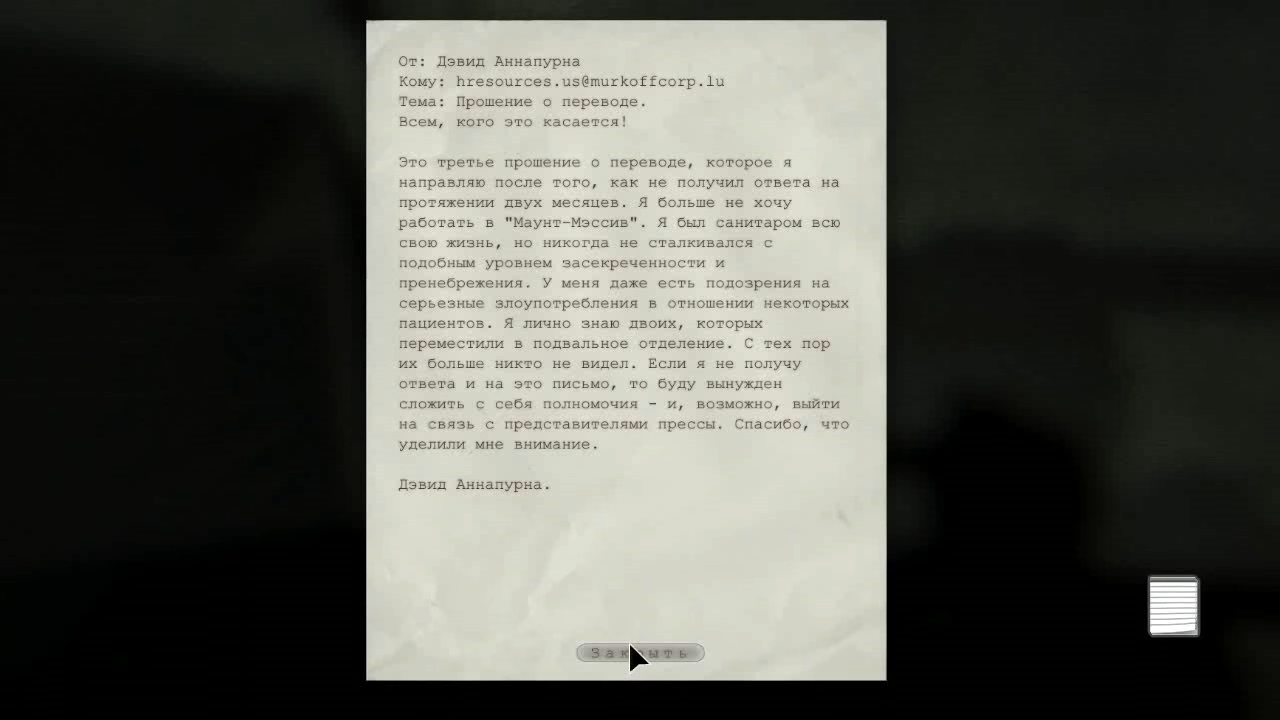 От: Дэвид Аннапурна
Кому: hresources.us@murkoffcorp.lu
Тема: Прошение о переводе.
Всем, кого это касается!
Это третье прошение о переводе, которое я
направляю после того, как не получил ответа на
протяжении двух месяцев. Я больше не хочу
работать в "Маунт-Мэссив". Я был санитаром всю
свою жизнь, но никогда не сталкивался с
подобным уровнем засекреченности и
пренебрежения. У меня даже есть подозрения на
серьезные злоупотребления в отношении некоторых
пациентов. Я лично знаю двоих, которых
переместили в подвальное отделение. С тех пор
их больше никто не видел. Если я не получу
ответа и на это письмо, то буду вынужден
сложить с себя полномочия - и, возможно, выйти
на связь с представителями прессы. Спасибо, что
уделили мне внимание.
Дэвид Аннапурна.
Закрыть